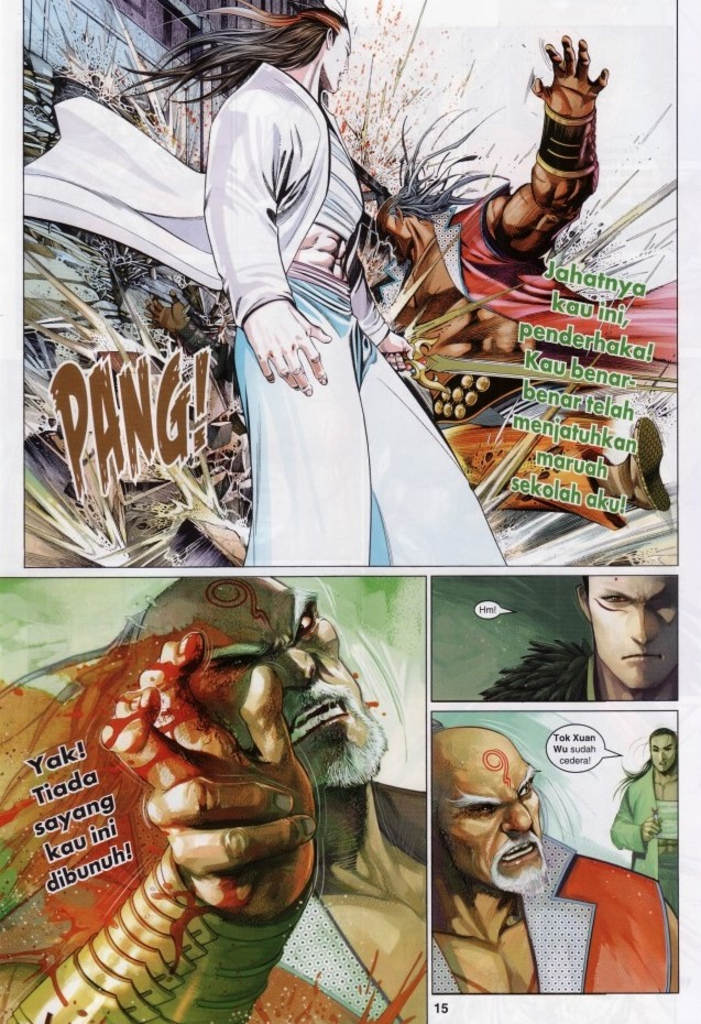 Jahatnya
kau ini,
penderhaka!
Kau benar-
benar telah
menjatuhkan
maruah
sekolah aku!
PANG!
Yak!
Tiada
sayang
kau ini
dibunuh!
Hm!
Tok Xuan
Wu sudah
cedera!
15